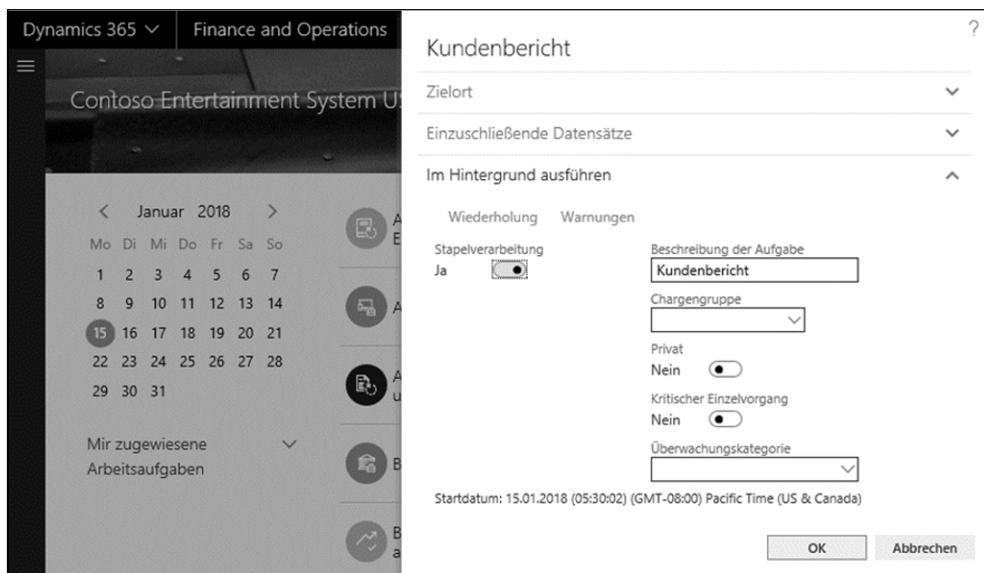 Dynamics 365
Finance and Operations
?
Contoso Entertainment System U
Januar 2018
Mo Di Mi Do Fr Sa So
1 2 3 4 5 6 7
8 9 10 11 12 13 14
15 16 17 18 19 20 21
22 23 24 25 26 27 28
29 30 31
Mir zugewiesene
Arbeitsaufgaben
A
E
A
A
u
B
B
a
Kundenbericht
Zielort
Einzuschließende Datensätze
Im Hintergrund ausführen
Wiederholung Warnungen
Stapelverarbeitung
Ja
Beschreibung der Aufgabe
Kundenbericht
Chargengruppe
Privat
Nein
Kritischer Einzelvorgang
Nein
Überwachungskategorie
Startdatum: 15.01.2018 (05:30:02) (GMT-08:00) Pacific Time (US & Canada)
OK Abbrechen